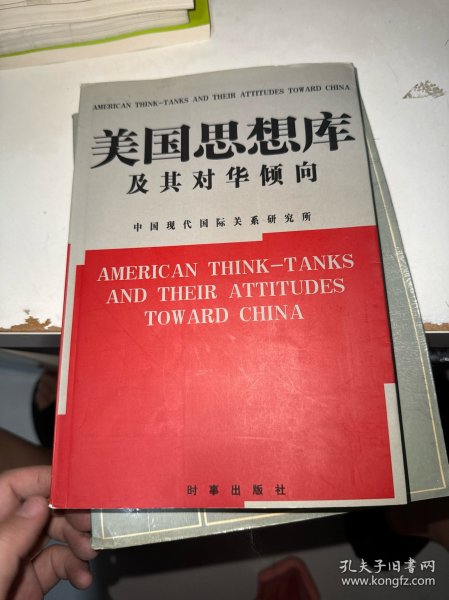 AMERICAN THINK-TANKS AND THEIR ATTITUDES TOWARD CHINA
美国思想库
及其对华倾向
中国现代国际关系研究所
AMERICAN THINK-TANKS
AND THEIR ATTITUDES
TOWARD CHINA
时事出版社
孔夫子旧书网
www.kongfz.com